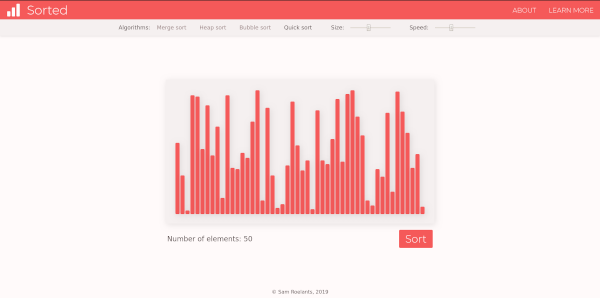 Sorted ABOUT LEARN MORE
Algorithms: Merge sort Heap sort Bubble sort Quick sort Size: Speed:
Number of elements: 50 Sort
© Sam Roelants, 2019